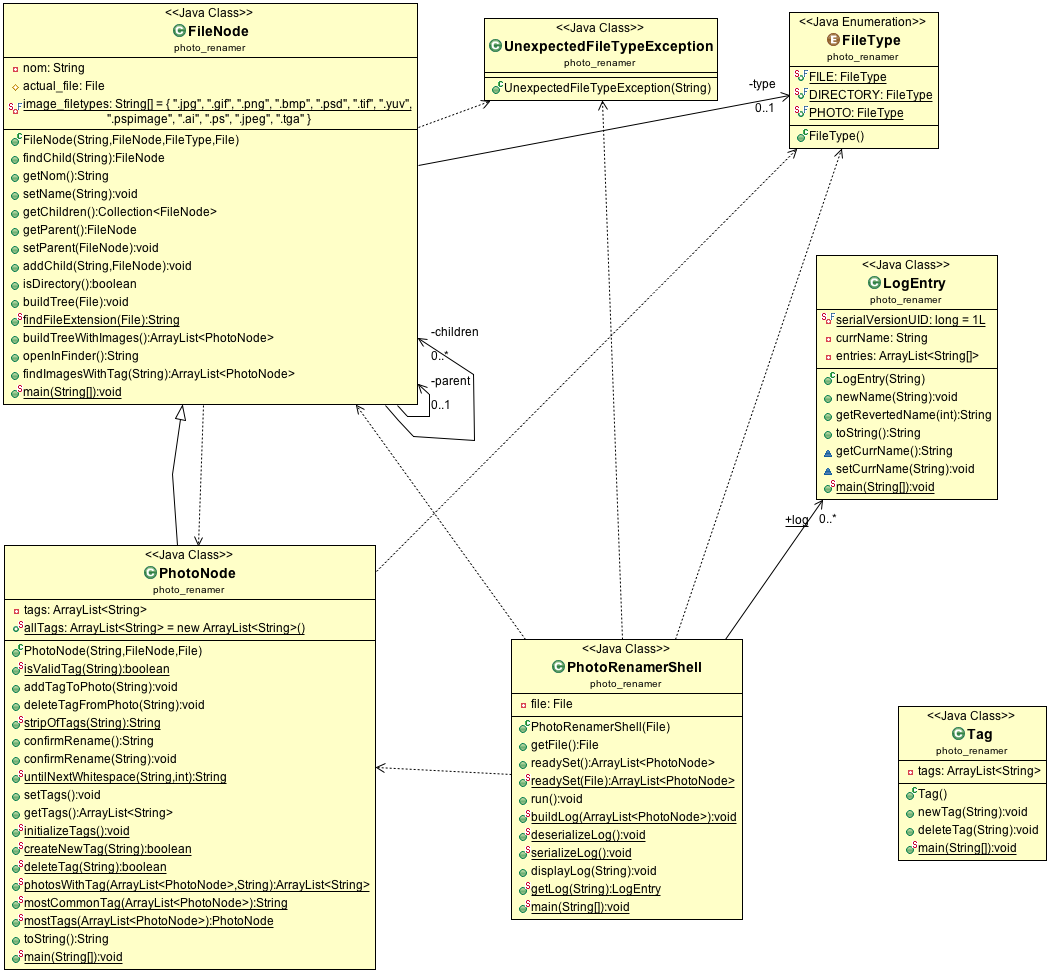 <<Java Class>>
FileNode
photo_renamer
nom: String
actual_file: File
image_filetypes: String[] = { ".jpg", ".gif", ".png", ".bmp", ".psd", ".tif", ".yuv",
".pspimage", ".ai", ".ps", ".jpeg", ".tga" }
FileNode(String,FileNode,FileType,File)
findChild(String):FileNode
getNom():String
setName(String):void
getChildren():Collection<FileNode>
getParent():FileNode
setParent(FileNode):void
addChild(String,FileNode):void
isDirectory():boolean
buildTree(File):void
findFileExtension(File):String
buildTreeWithImages():ArrayList<PhotoNode>
openInFinder():String
findImagesWithTag(String):ArrayList<PhotoNode>
main(String[]):void
<<Java Class>>
UnexpectedFileTypeException
photo_renamer
UnexpectedFileTypeException(String)
<<Java Enumeration>>
FileType
photo_renamer
FILE: FileType
DIRECTORY: FileType
PHOTO: FileType
FileType()
-type
0..1
-children
0..*
-parent
0..1
<<Java Class>>
LogEntry
photo_renamer
serialVersionUID: long = 1L
currName: String
entries: ArrayList<String[]>
LogEntry(String)
newName(String):void
getRevertedName(int):String
toString():String
getCurrName():String
setCurrName(String):void
main(String[]):void
+log
0..*
<<Java Class>>
PhotoNode
photo_renamer
tags: ArrayList<String>
allTags: ArrayList<String> = new ArrayList<String>()
PhotoNode(String,FileNode,File)
isValidTag(String):boolean
addTagToPhoto(String):void
deleteTagFromPhoto(String):void
stripOfTags(String):String
confirmRename():String
confirmRename(String):void
untilNextWhitespace(String,int):String
setTags():void
getTags():ArrayList<String>
initializeTags():void
createNewTag(String):boolean
deleteTag(String):boolean
photosWithTag(ArrayList<PhotoNode>,String):ArrayList<String>
mostCommonTag(ArrayList<PhotoNode>):String
mostTags(ArrayList<PhotoNode>):PhotoNode
toString():String
main(String[]):void
<<Java Class>>
PhotoRenamerShell
photo_renamer
file: File
PhotoRenamerShell(File)
getFile():File
readySet():ArrayList<PhotoNode>
readySet(File):ArrayList<PhotoNode>
run():void
buildLog(ArrayList<PhotoNode>):void
deserializeLog():void
serializeLog():void
displayLog(String):void
getLog(String):LogEntry
main(String[]):void
<<Java Class>>
Tag
photo_renamer
tags: ArrayList<String>
Tag()
newTag(String):void
deleteTag(String):void
main(String[]):void